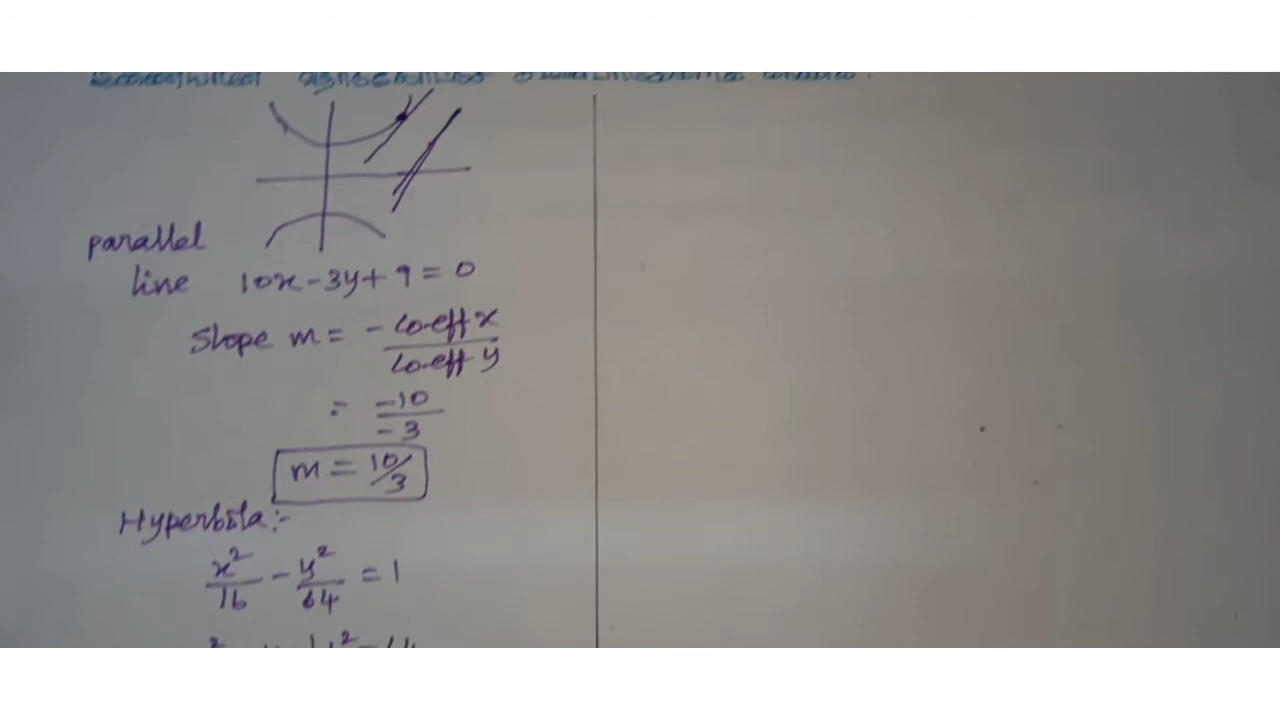 parallel
line 10x - 3y + 9 = 0
Slope m = - co-eff x / co-eff y
= -10 / -3
m = 10/3
Hyperbola:-
x²/16 - y²/64 = 1